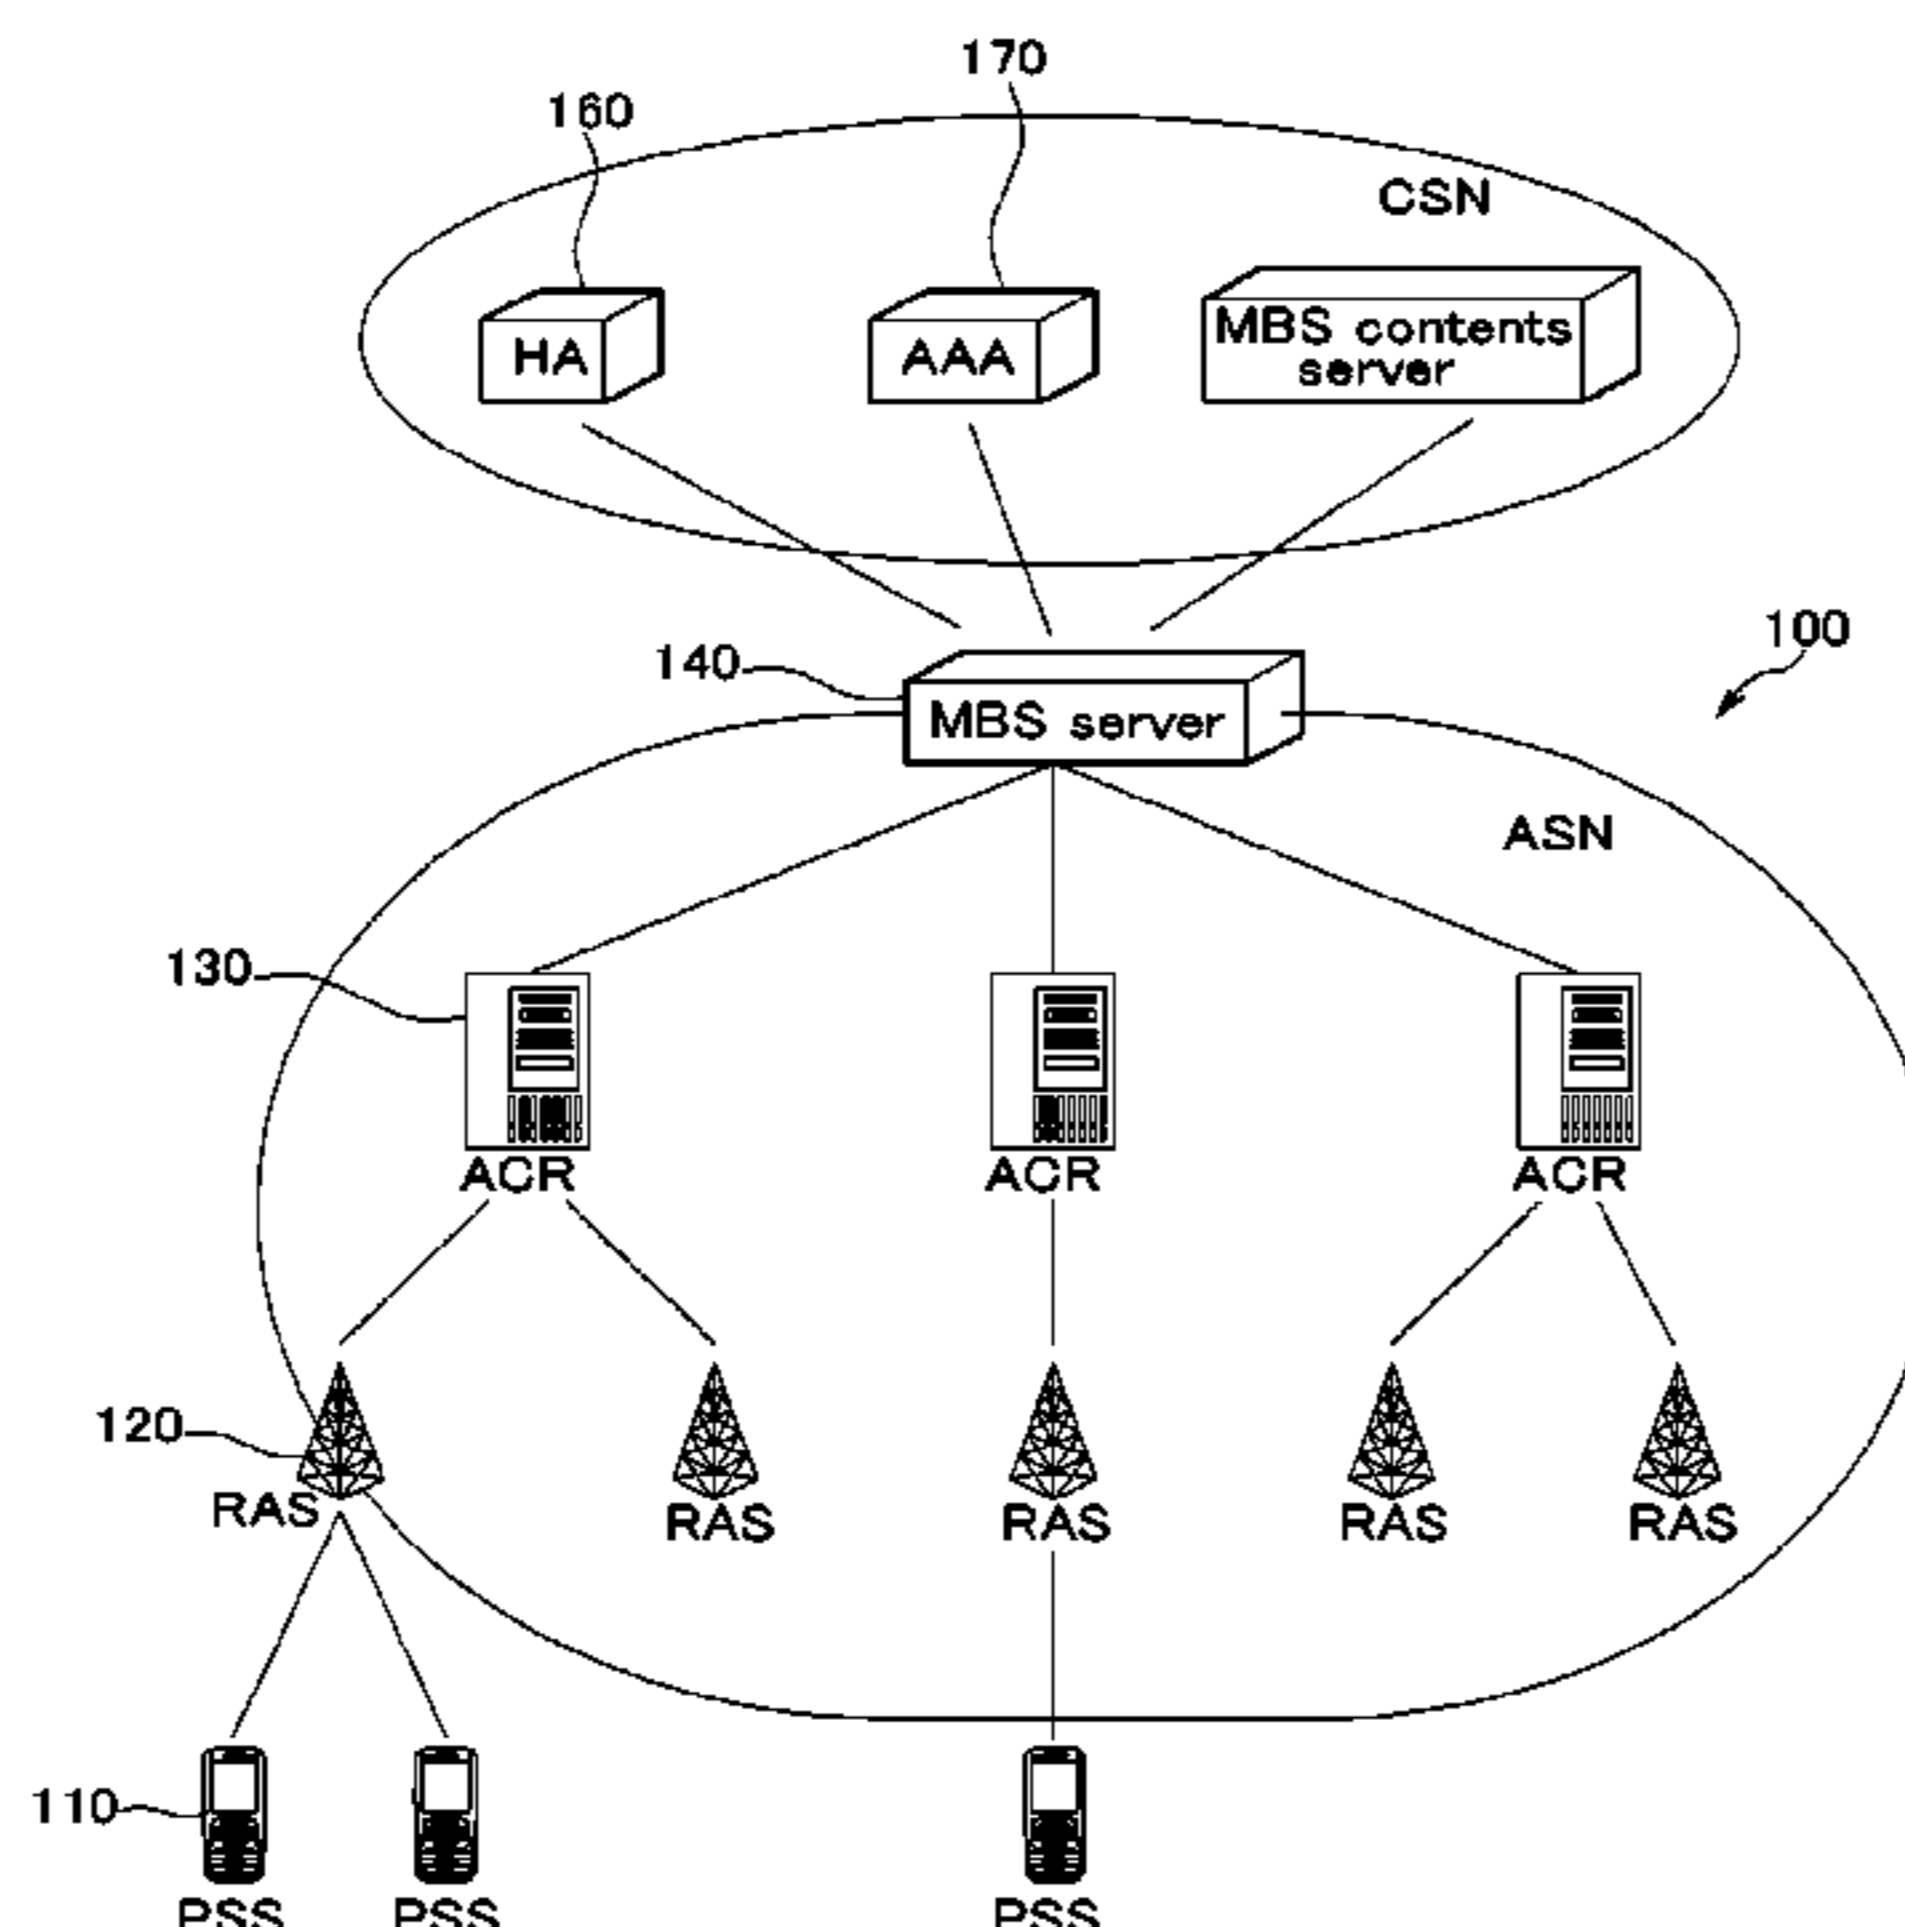 170
160
CSN
HA
AAA
MBS contents
server
100
140
MBS server
ASN
130
ACR
ACR
ACR
120
RAS
RAS
RAS
RAS
RAS
110
PSS
PSS
PSS